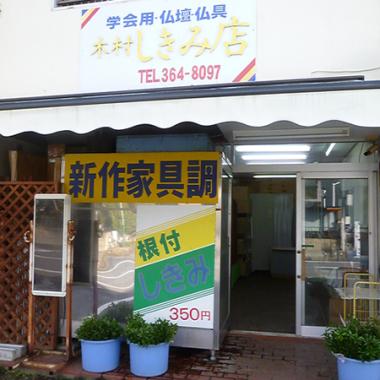 学会用・仏壇・仏具
木村しきみ店
TEL 364-8097
新作家具調
根付
しきみ
350円